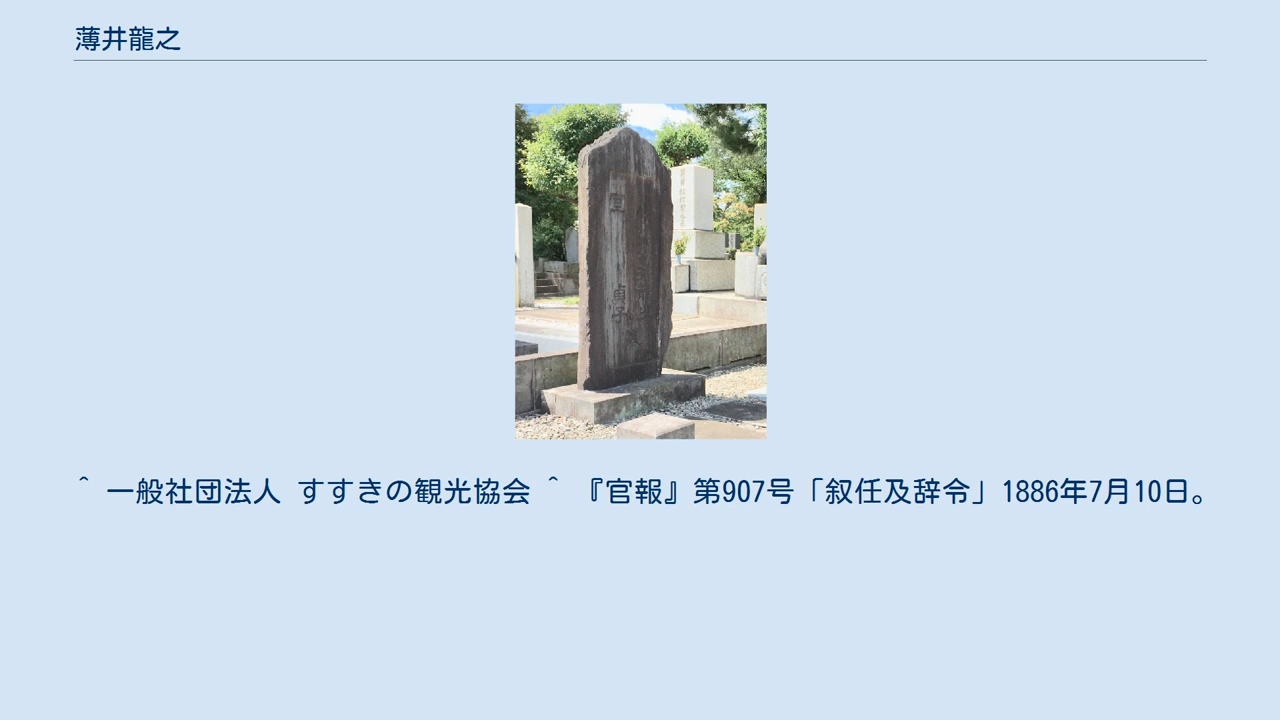 薄井龍之
^ 一般社団法人 すすきの観光協会 ^ 『官報』第907号「叙任及辞令」1886年7月10日。